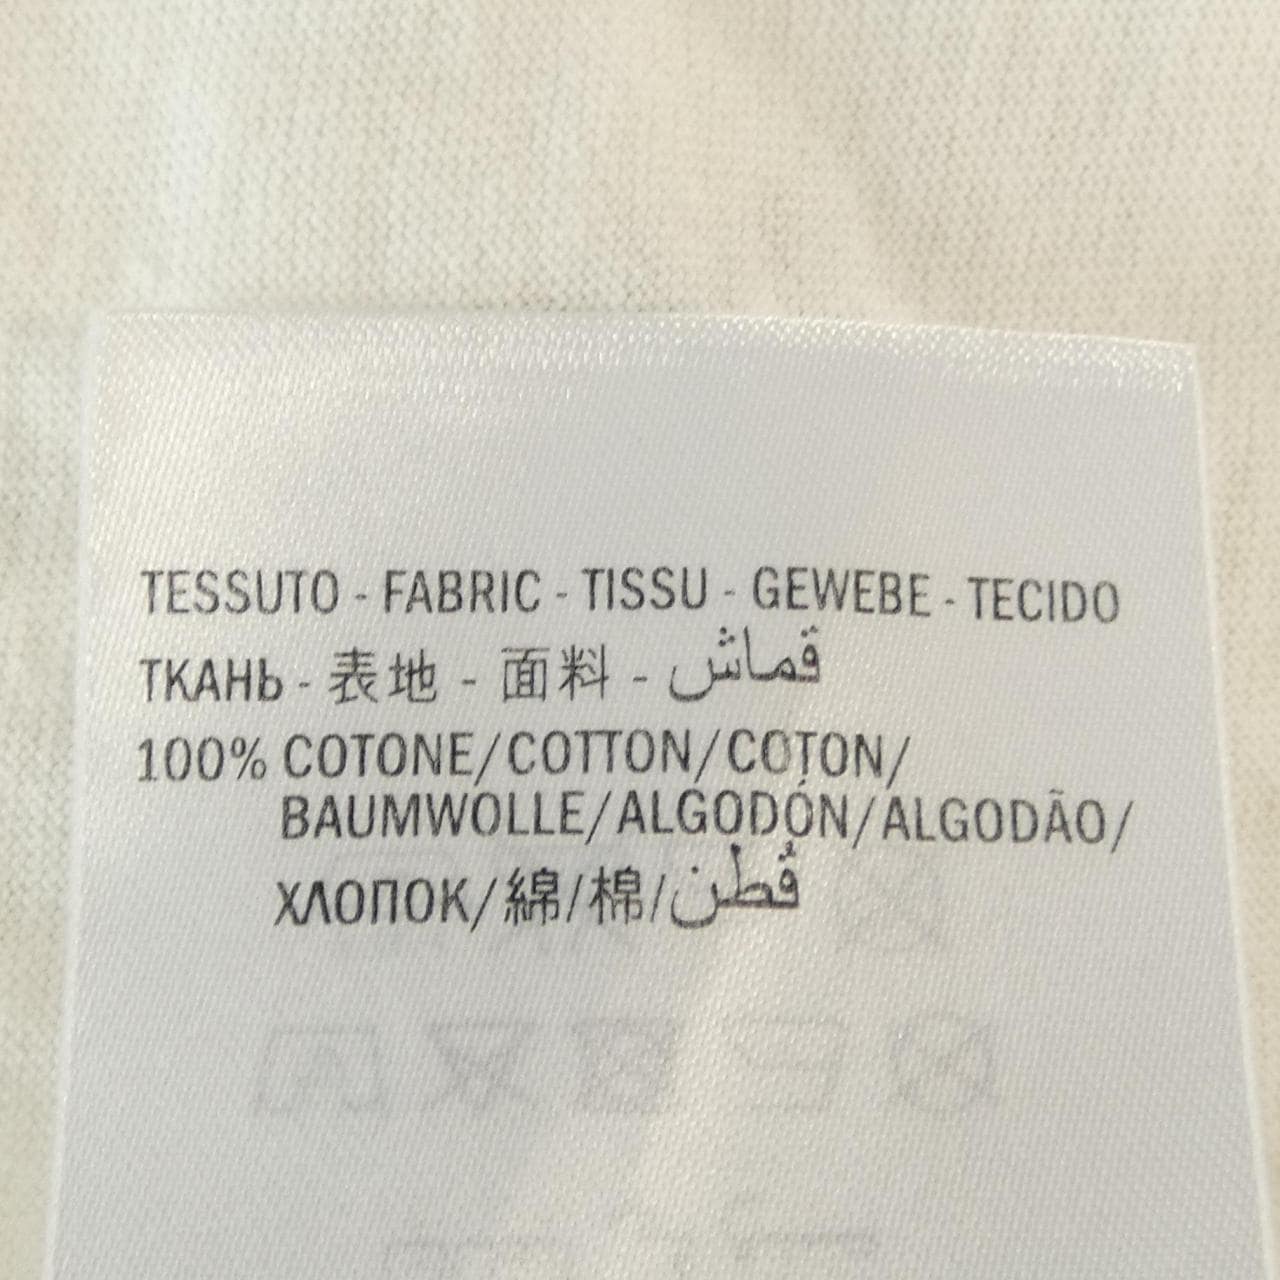 TESSUTO - FABRIC - TISSU - GEWEBE - TECIDO
ТКАНЬ - 表地 - 面料 - قماش
100% COTONE/COTTON/COTON/
BAUMWOLLE/ALGODÓN/ALGODÃO/
ХЛОПОК/綿/棉/قُطن